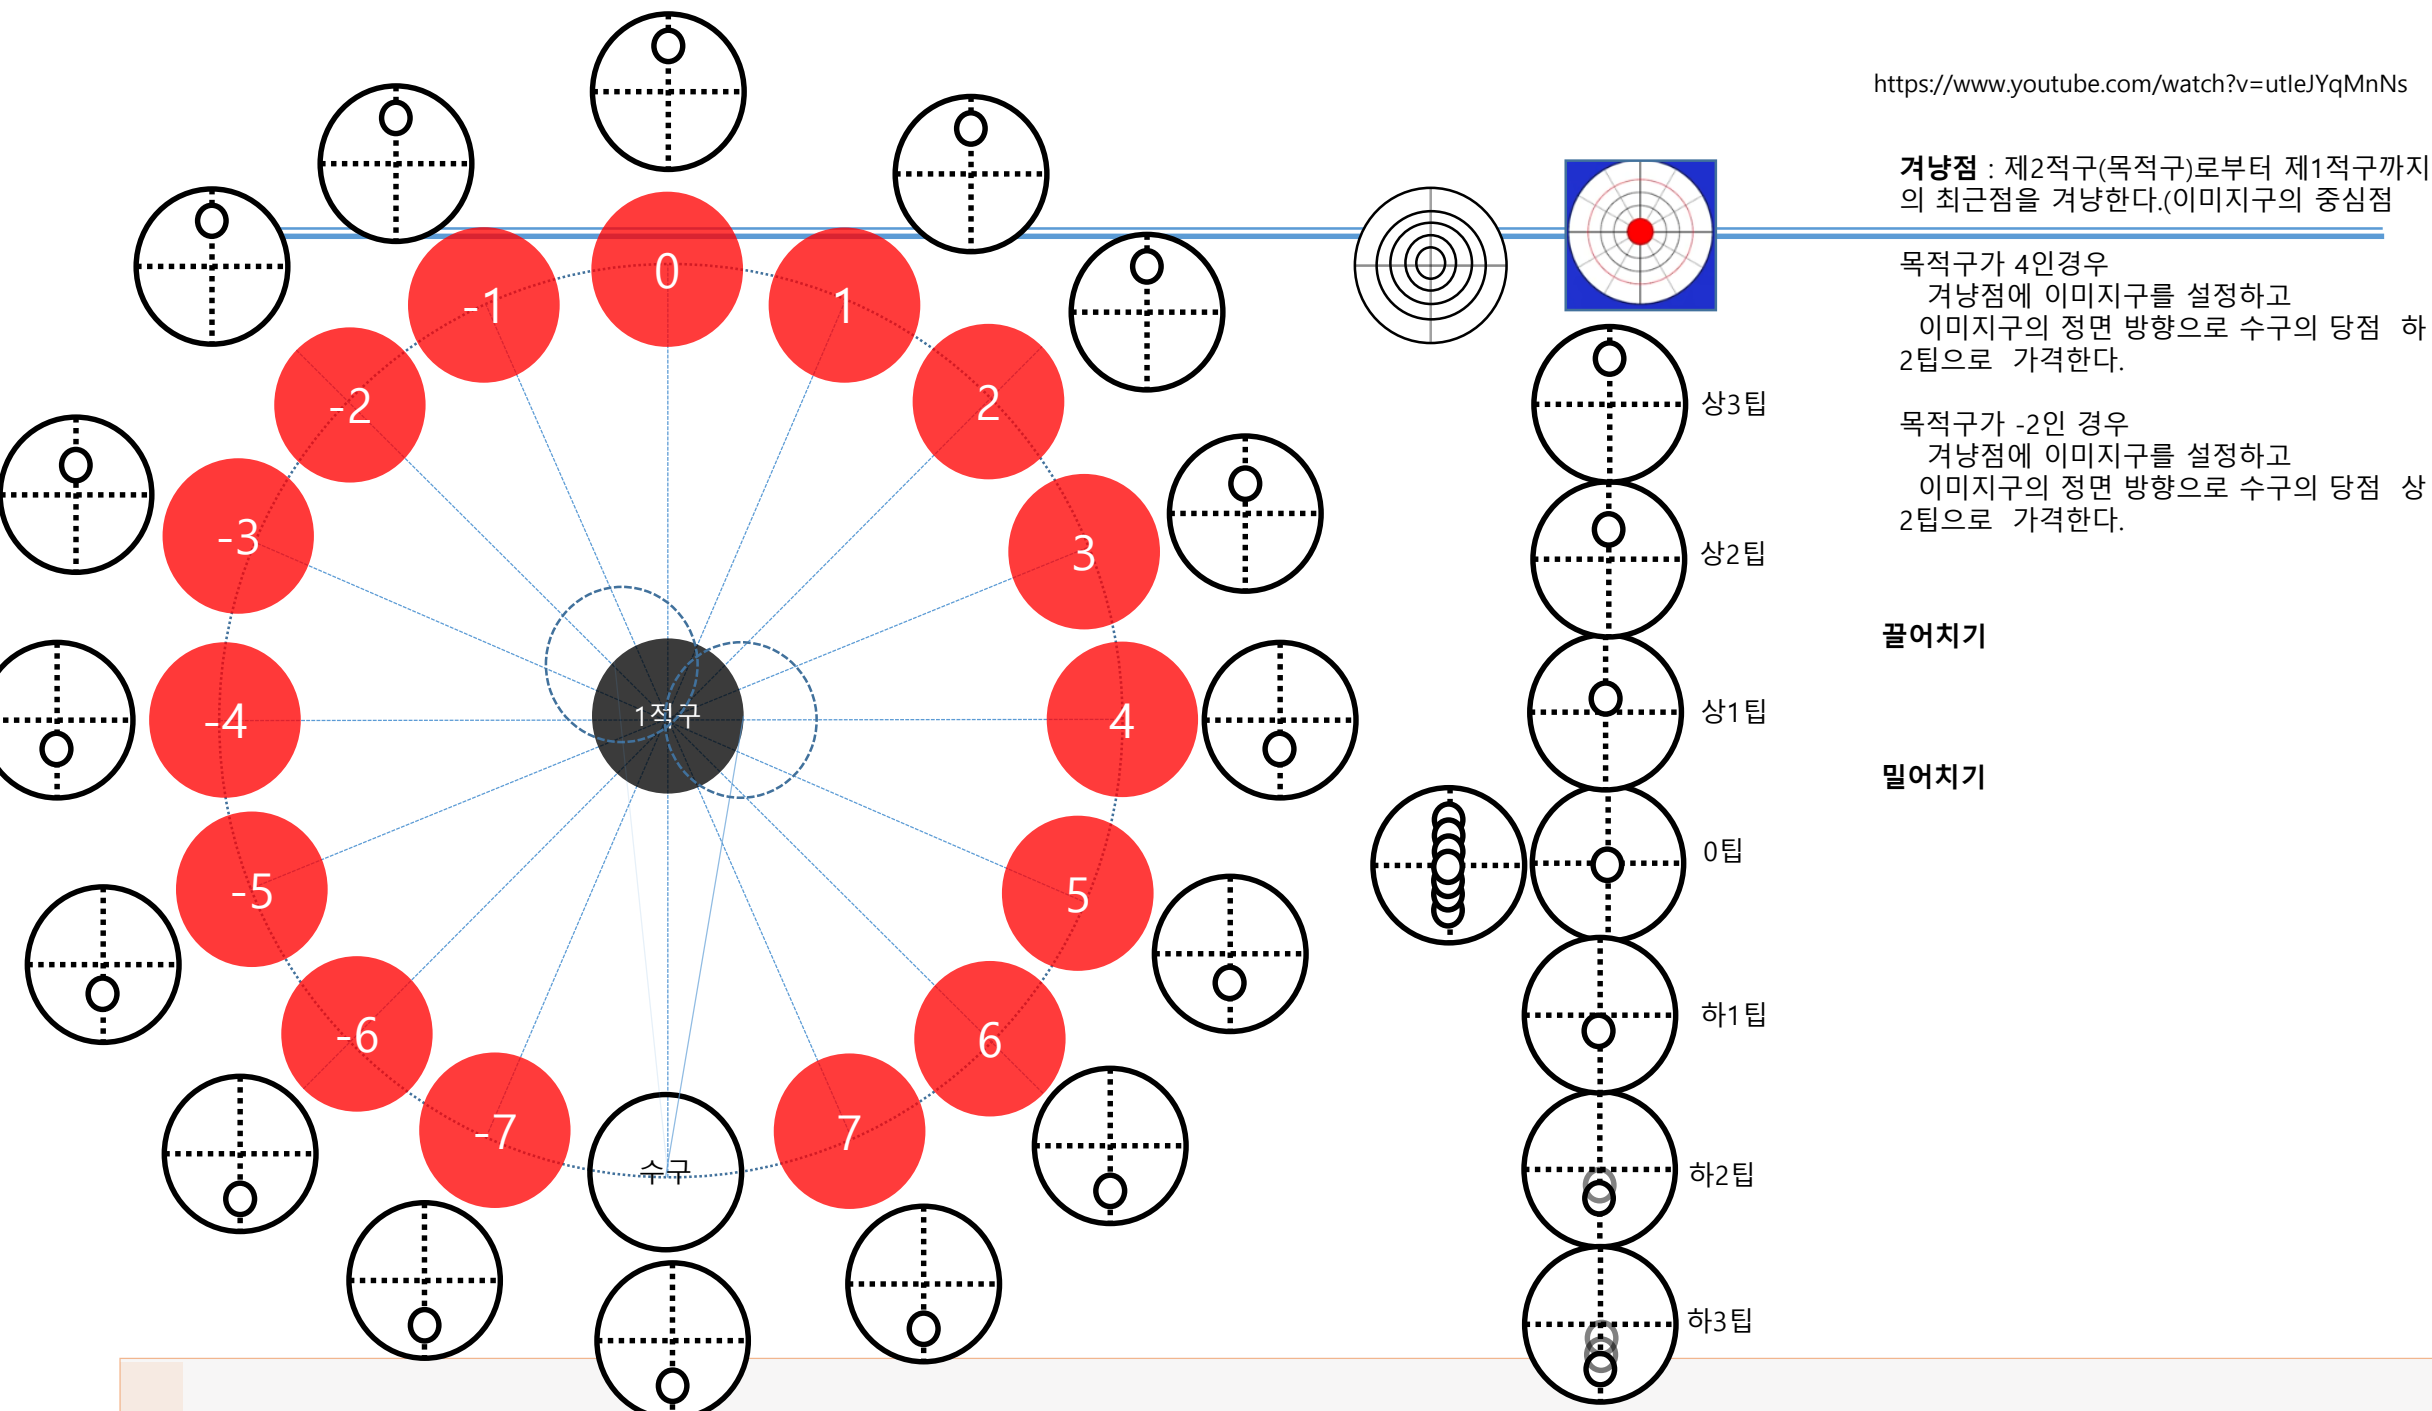 https://www.youtube.com/watch?v=utIeJYqMnNs
겨냥점 : 제2적구(목적구)로부터 제1적구까지
의 최근점을 겨냥한다.(이미지구의 중심점
목적구가 4인경우
겨냥점에 이미지구를 설정하고
이미지구의 정면 방향으로 수구의 당점 하
2팁으로 가격한다.
목적구가 -2인 경우
겨냥점에 이미지구를 설정하고
이미지구의 정면 방향으로 수구의 당점 상
2팁으로 가격한다.
끌어치기
밀어치기
0
-1
1
-2
2
-3
3
-4
1적구
4
-5
5
-6
6
-7
수구
7
상3팁
상2팁
상1팁
0팁
하1팁
하2팁
하3팁